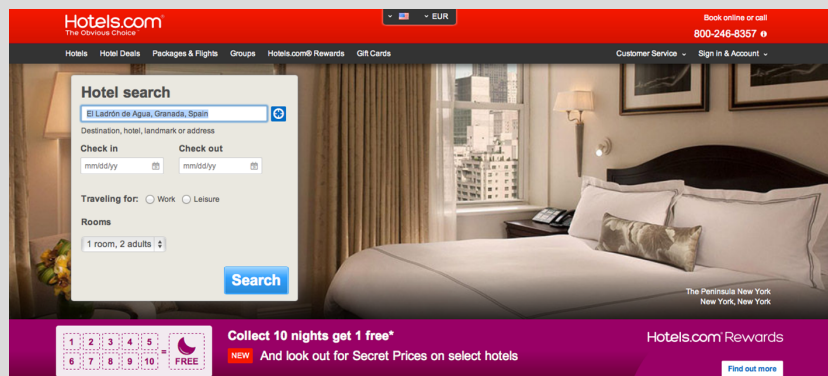 Hotels.com®
The Obvious Choice
EUR
Book online or call
800-246-8357
Hotels Hotel Deals Packages & Flights Groups Hotels.com® Rewards Gift Cards
Customer Service Sign in & Account
Hotel search
El Ladrón de Agua, Granada, Spain
Destination, hotel, landmark or address
Check in Check out
mm/dd/yy mm/dd/yy
Traveling for: Work Leisure
Rooms
1 room, 2 adults
Search
The Peninsula New York
New York, New York
1 2 3 4 5
6 7 8 9 10 = FREE
Collect 10 nights get 1 free*
NEW And look out for Secret Prices on select hotels
Hotels.com® Rewards
Find out more